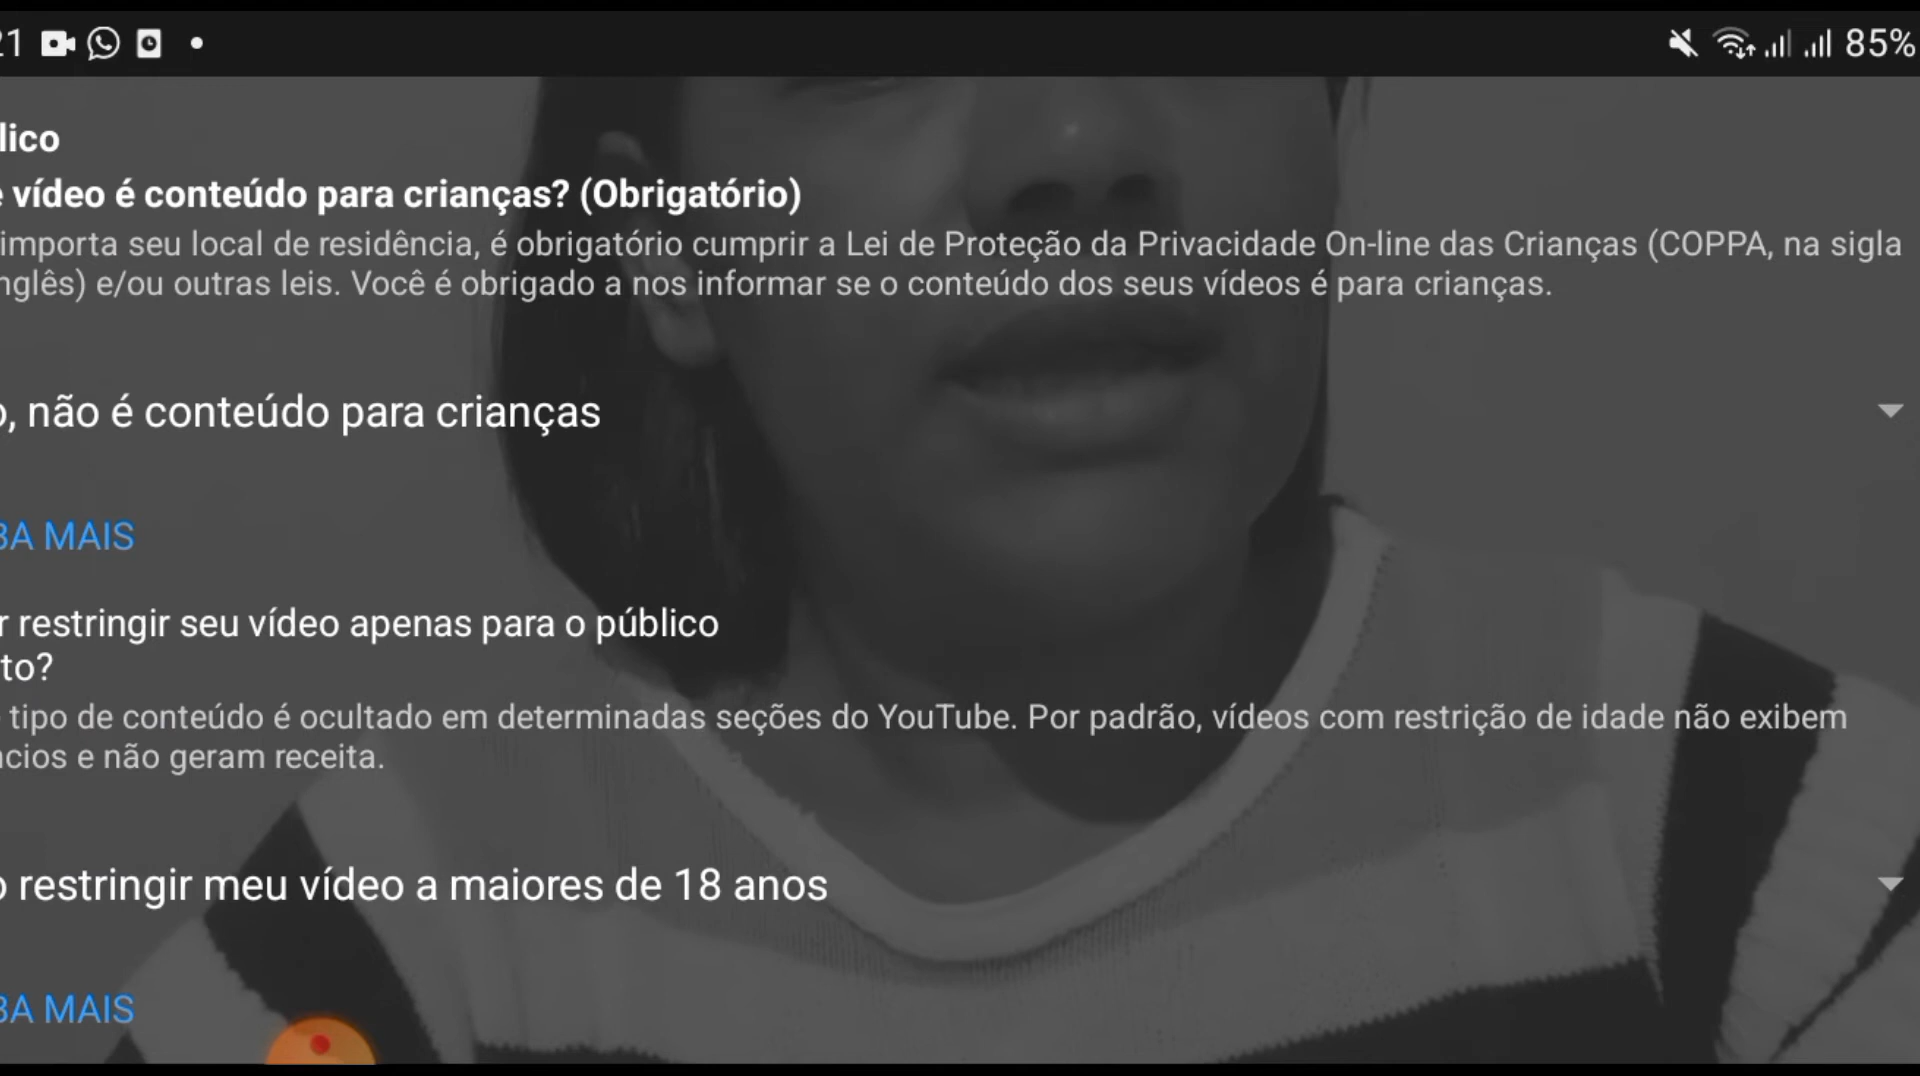 21 85%
lico
e vídeo é conteúdo para crianças? (Obrigatório)
importa seu local de residência, é obrigatório cumprir a Lei de Proteção da Privacidade On-line das Crianças (COPPA, na sigla
nglês) e/ou outras leis. Você é obrigado a nos informar se o conteúdo dos seus vídeos é para crianças.
o, não é conteúdo para crianças
BA MAIS
r restringir seu vídeo apenas para o público
to?
tipo de conteúdo é ocultado em determinadas seções do YouTube. Por padrão, vídeos com restrição de idade não exibem
ncios e não geram receita.
o restringir meu vídeo a maiores de 18 anos
BA MAIS